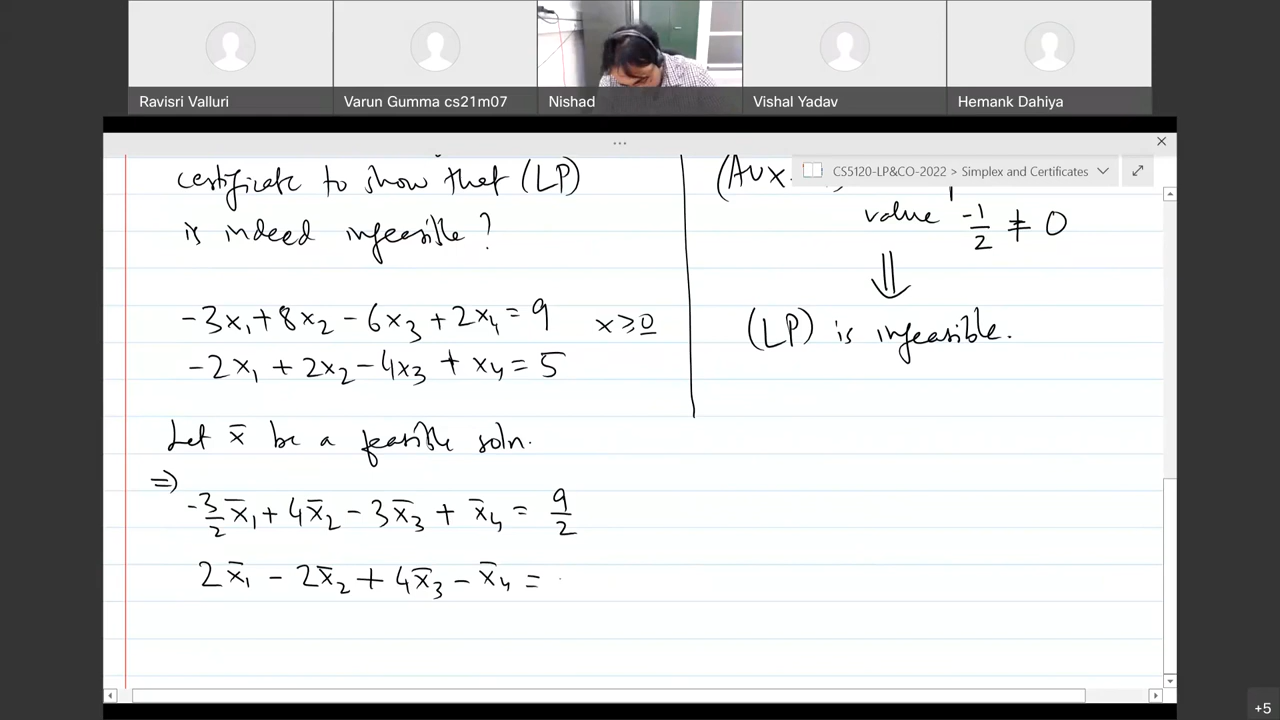 Ravisri Valluri
Varun Gumma cs21m07
Nishad
Vishal Yadav
Hemank Dahiya
CS5120-LP&CO-2022 > Simplex and Certificates
certificate to show that (LP)
is indeed infeasible?
-3x₁ + 8x₂ - 6x₃ + 2x₄ = 9 x ≥ 0
-2x₁ + 2x₂ - 4x₃ + x₄ = 5
Let x̄ be a feasible soln.
⇒
-3/2 x̄₁ + 4x̄₂ - 3x̄₃ + x̄₄ = 9/2
2x̄₁ - 2x̄₂ + 4x̄₃ - x̄₄ =
(AUX-
value -1/2 ≠ 0
⇓
(LP) is infeasible.
+5